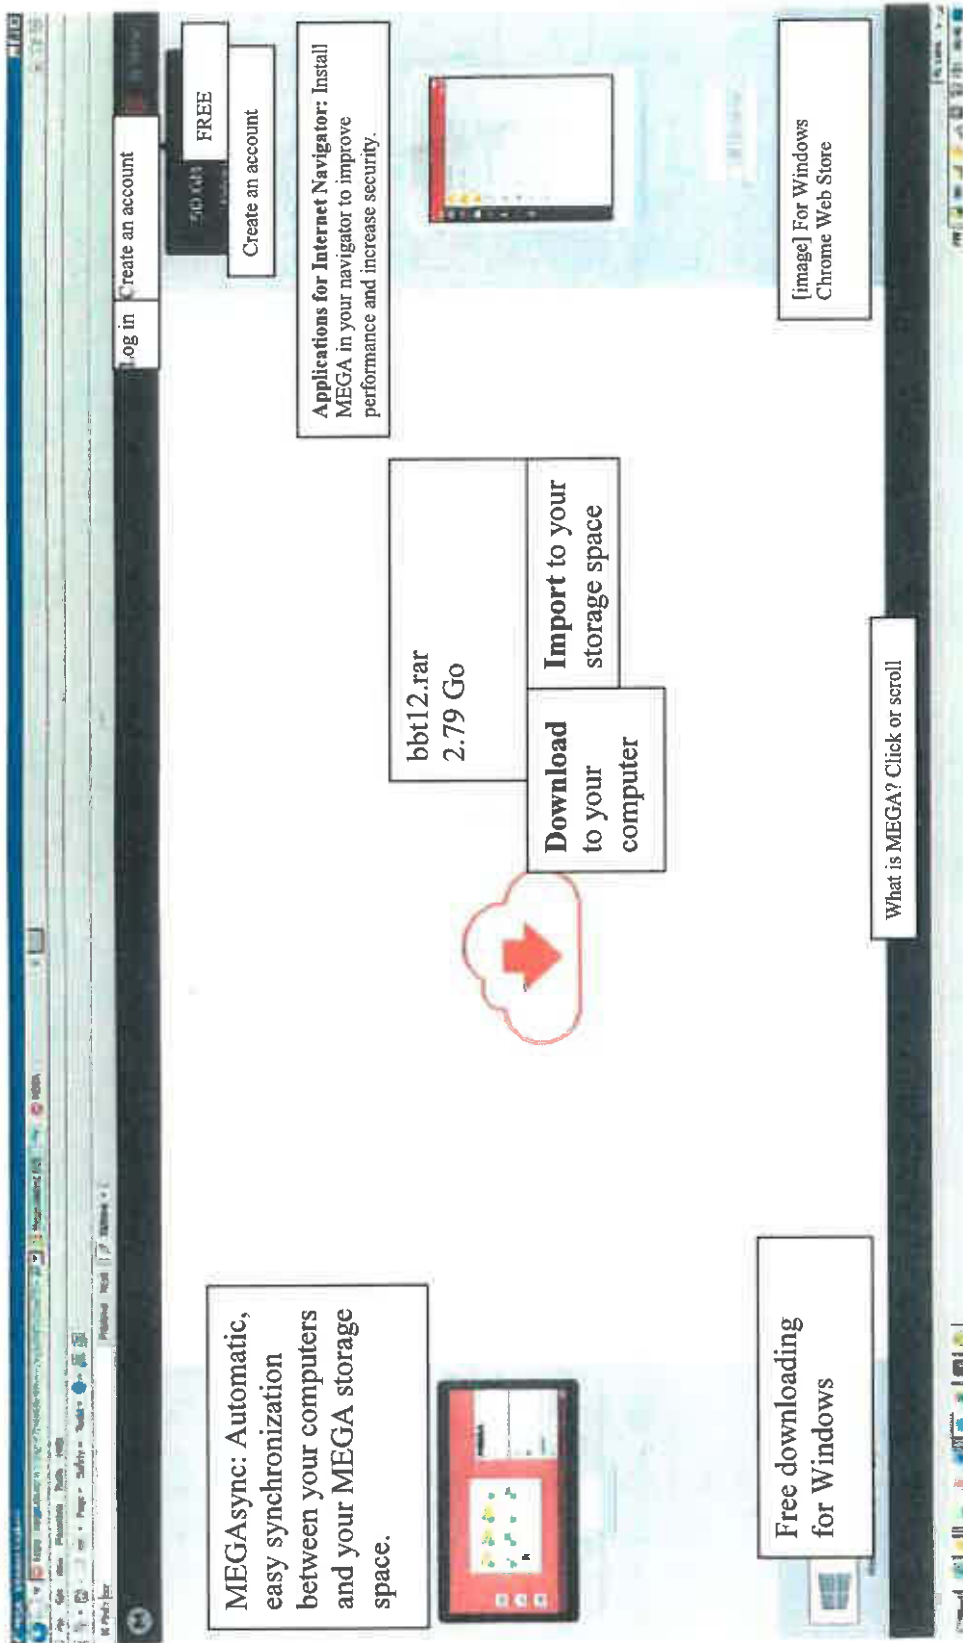 Log in
Create an account
50 GB
FREE
Create an account
MEGAsync: Automatic,
easy synchronization
between your computers
and your MEGA storage
space.
Applications for Internet Navigator: Install
MEGA in your navigator to improve
performance and increase security.
bbt12.rar
2.79 Go
Download
to your
computer
Import to your
storage space
Free downloading
for Windows
[image] For Windows
Chrome Web Store
What is MEGA? Click or scroll